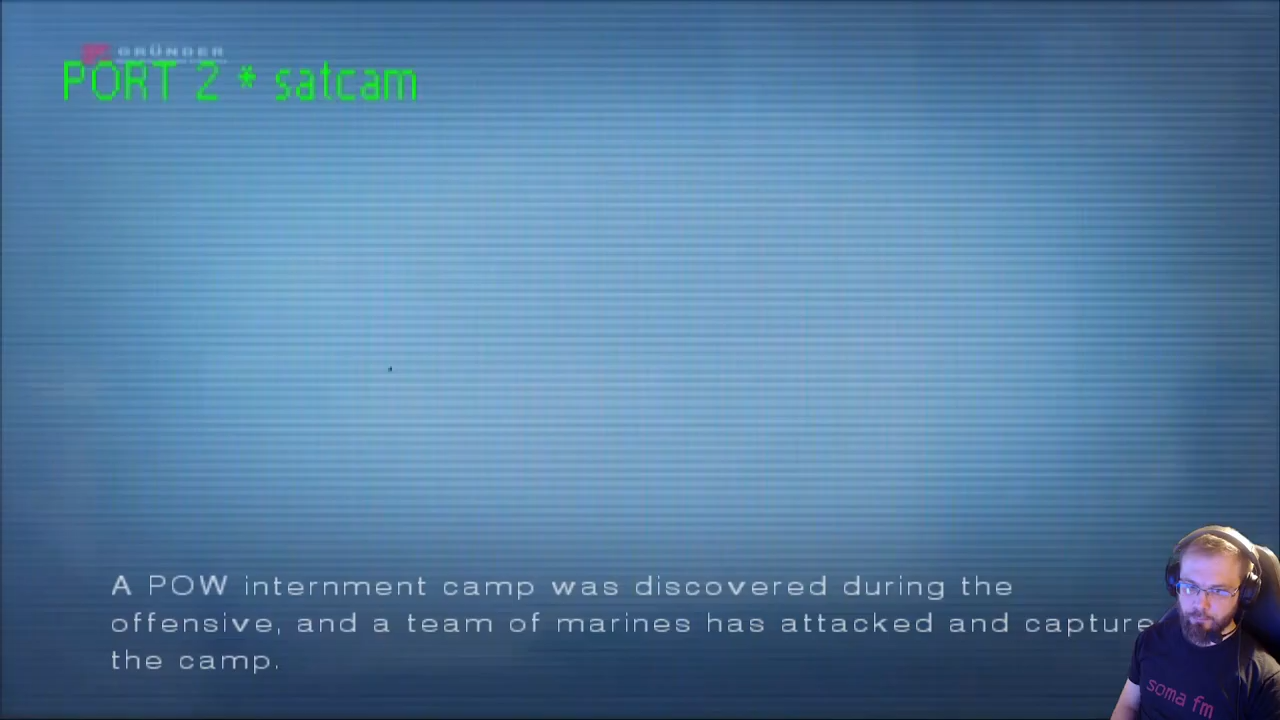 GRÜNDER
PORT 2 * satcam
A POW internment camp was discovered during the
offensive, and a team of marines has attacked and capture
the camp.
soma fm